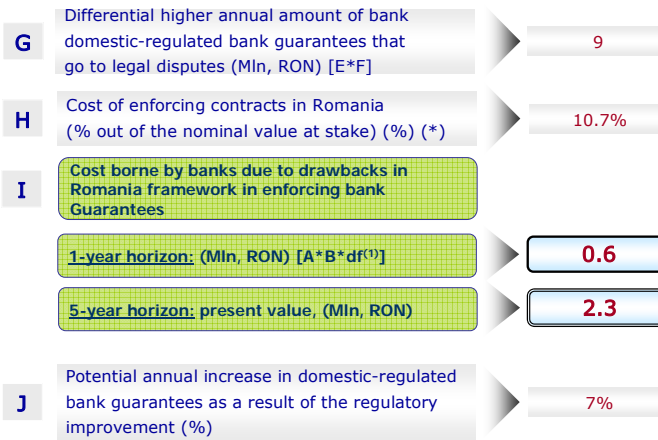 Differential higher annual amount of bank
G domestic-regulated bank guarantees that 9
go to legal disputes (Mln, RON) [E*F]
Cost of enforcing contracts in Romania
H 10.7%
(% out of the nominal value at stake) (%) (*)
Cost borne by banks due to drawbacks in
I Romania framework in enforcing bank
Guarantees
1-year horizon: (Mln, RON) [A*B*df(1)] 0.6
5-year horizon: present value, (Mln, RON) 2.3
Potential annual increase in domestic-regulated
J bank guarantees as a result of the regulatory 7%
improvement (%)